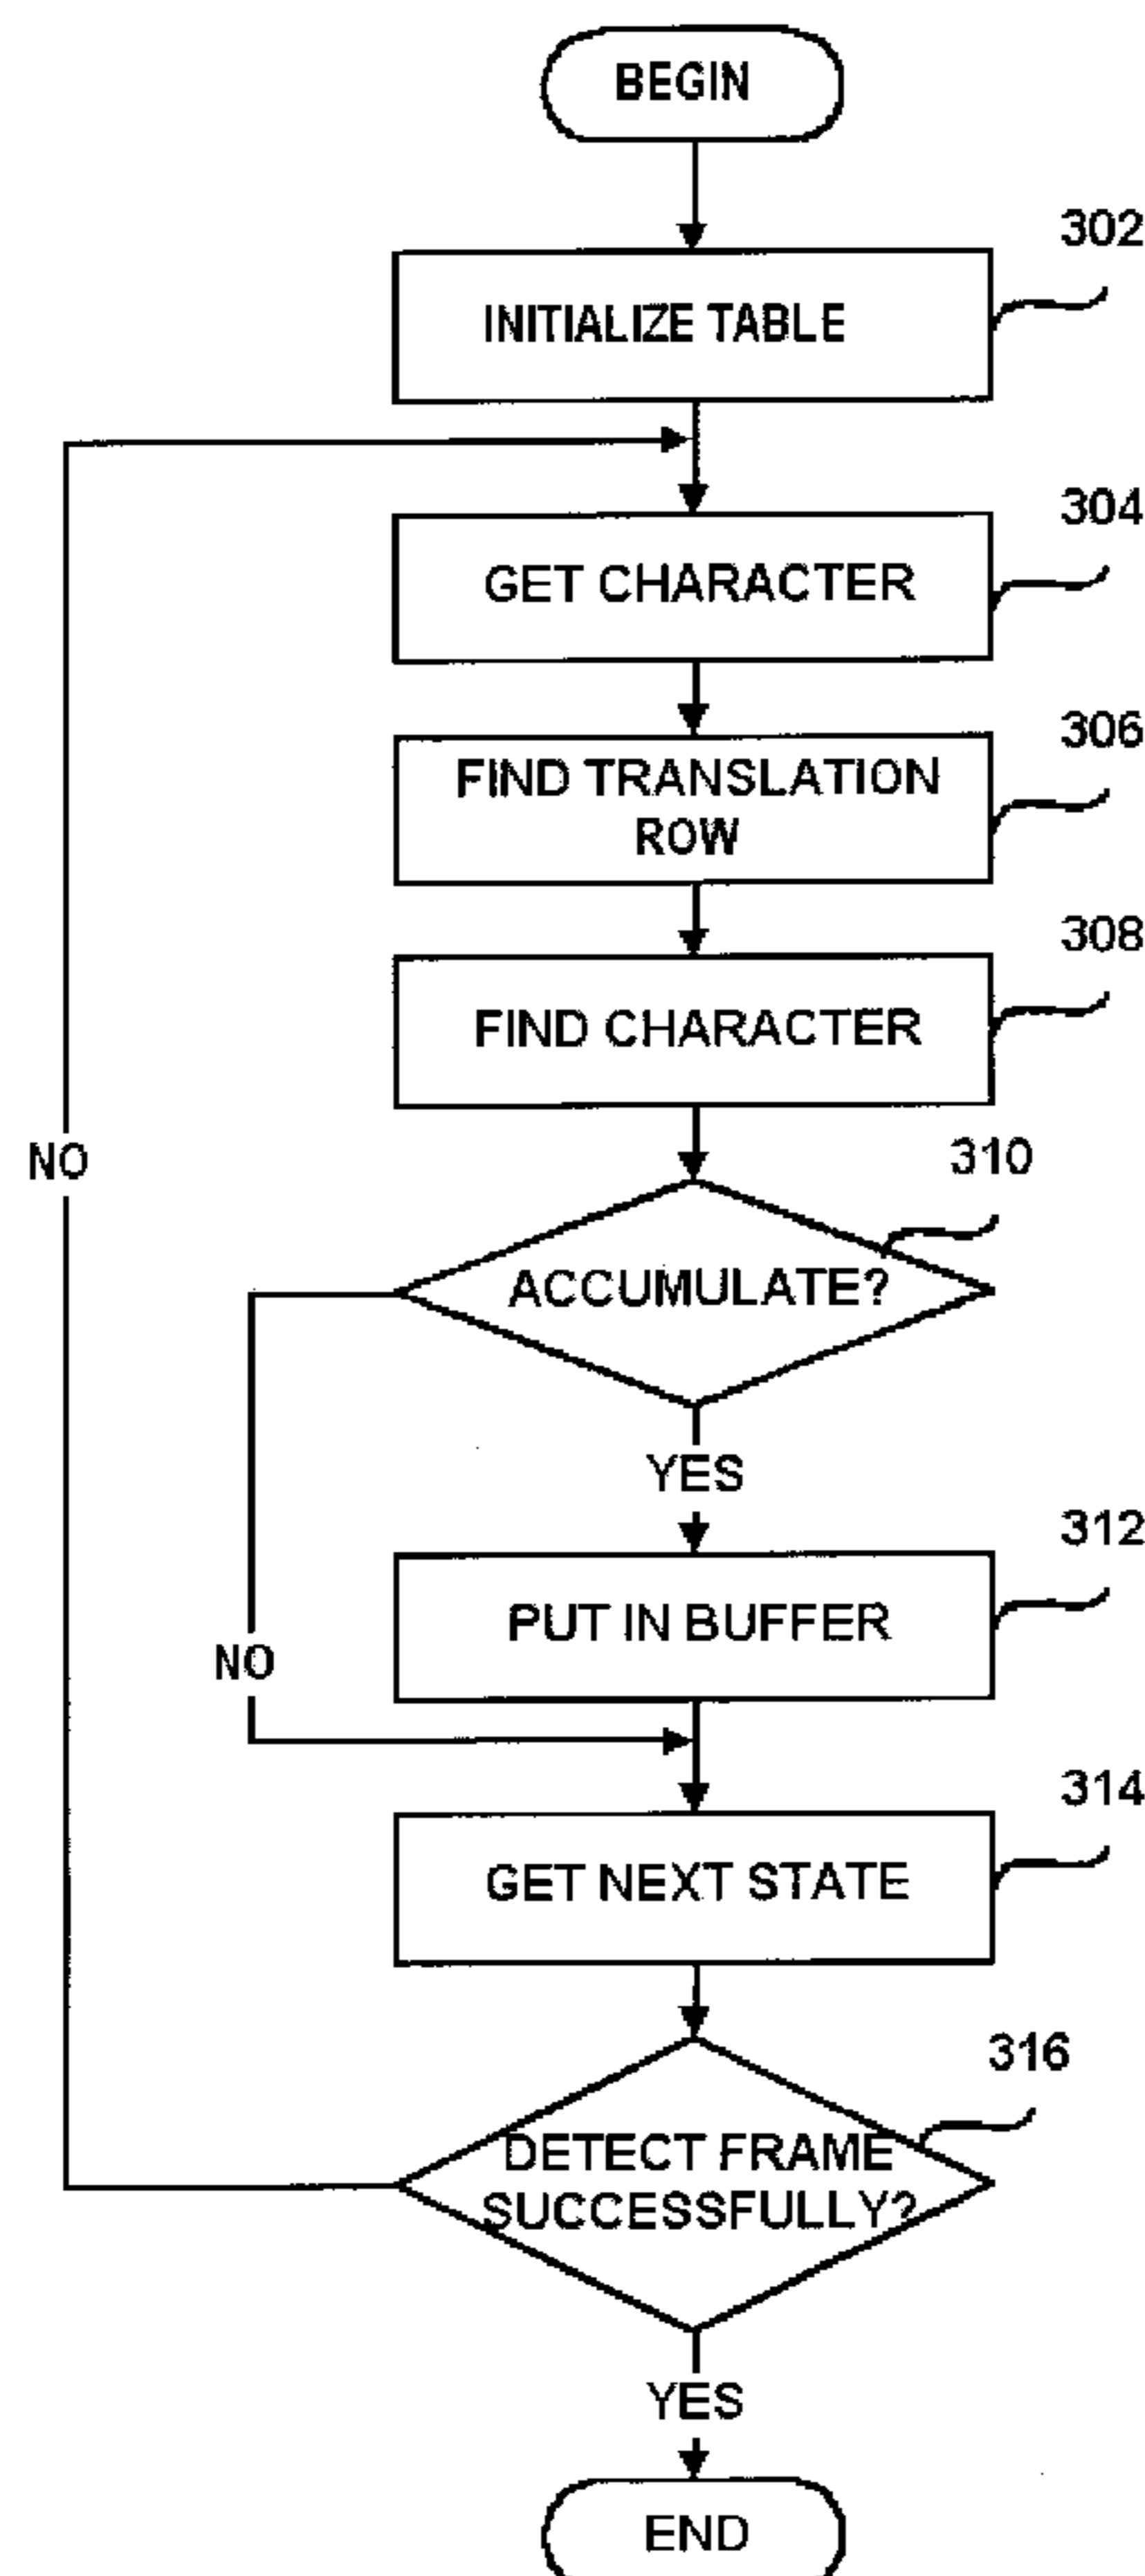 BEGIN
302
INITIALIZE TABLE
304
GET CHARACTER
306
FIND TRANSLATION
ROW
308
FIND CHARACTER
NO
310
ACCUMULATE?
YES
312
PUT IN BUFFER
NO
314
GET NEXT STATE
316
DETECT FRAME
SUCCESSFULLY?
YES
END